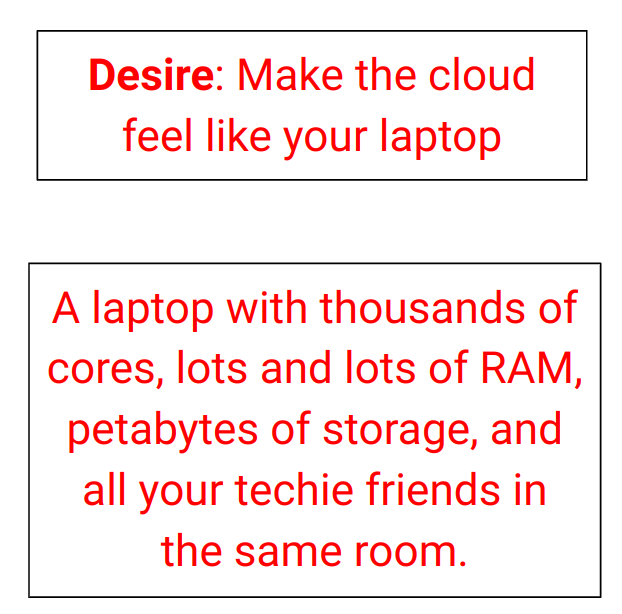 Desire: Make the cloud
feel like your laptop
A laptop with thousands of
cores, lots and lots of RAM,
petabytes of storage, and
all your techie friends in
the same room.